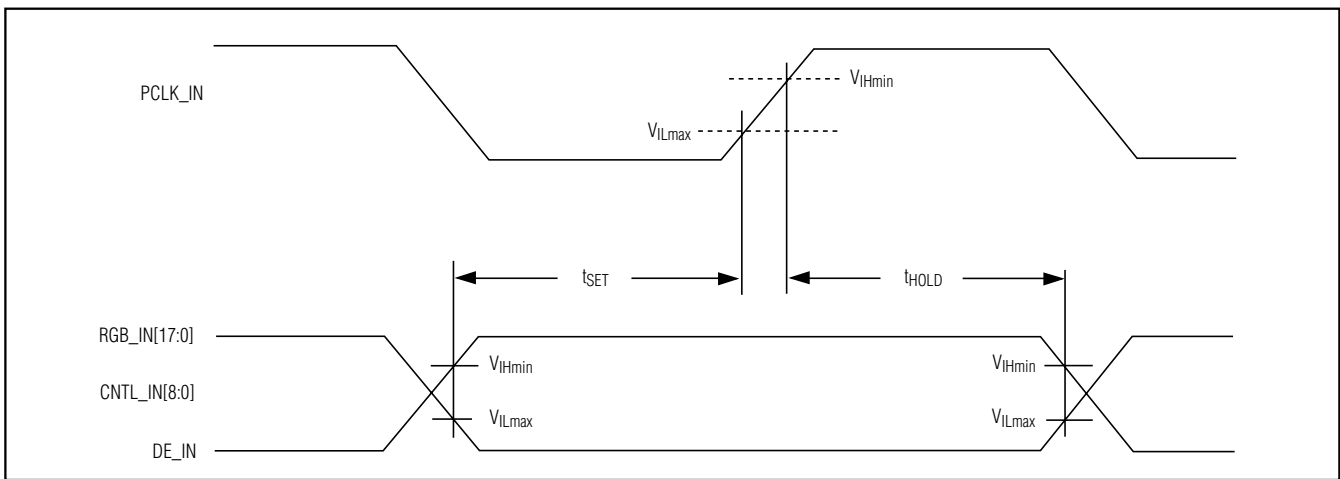 PCLK_IN
VIHmin
VILmax
tSET
tHOLD
RGB_IN[17:0]
CNTL_IN[8:0]
DE_IN
VIHmin
VILmax
VIHmin
VILmax